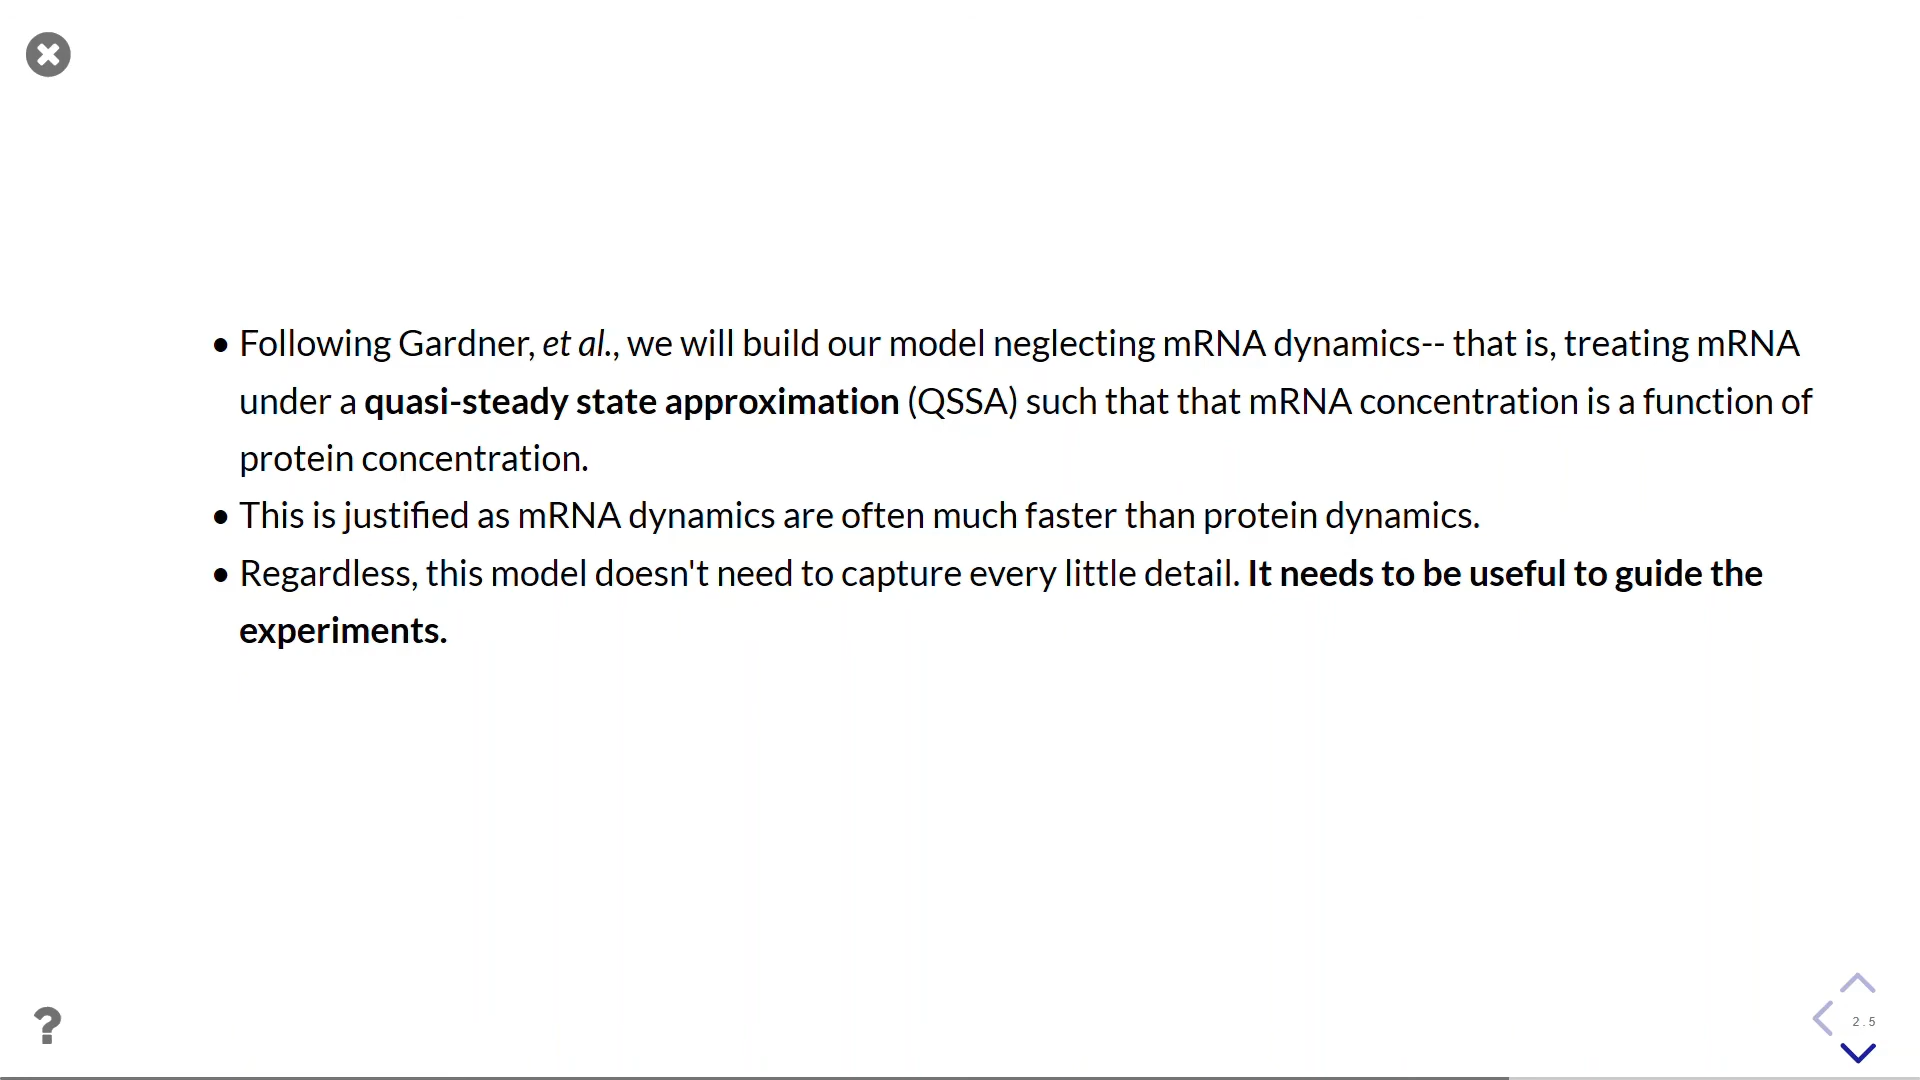 • Following Gardner, et al., we will build our model neglecting mRNA dynamics-- that is, treating mRNA
under a quasi-steady state approximation (QSSA) such that that mRNA concentration is a function of
protein concentration.
• This is justified as mRNA dynamics are often much faster than protein dynamics.
• Regardless, this model doesn't need to capture every little detail. It needs to be useful to guide the
experiments.
?
2.5